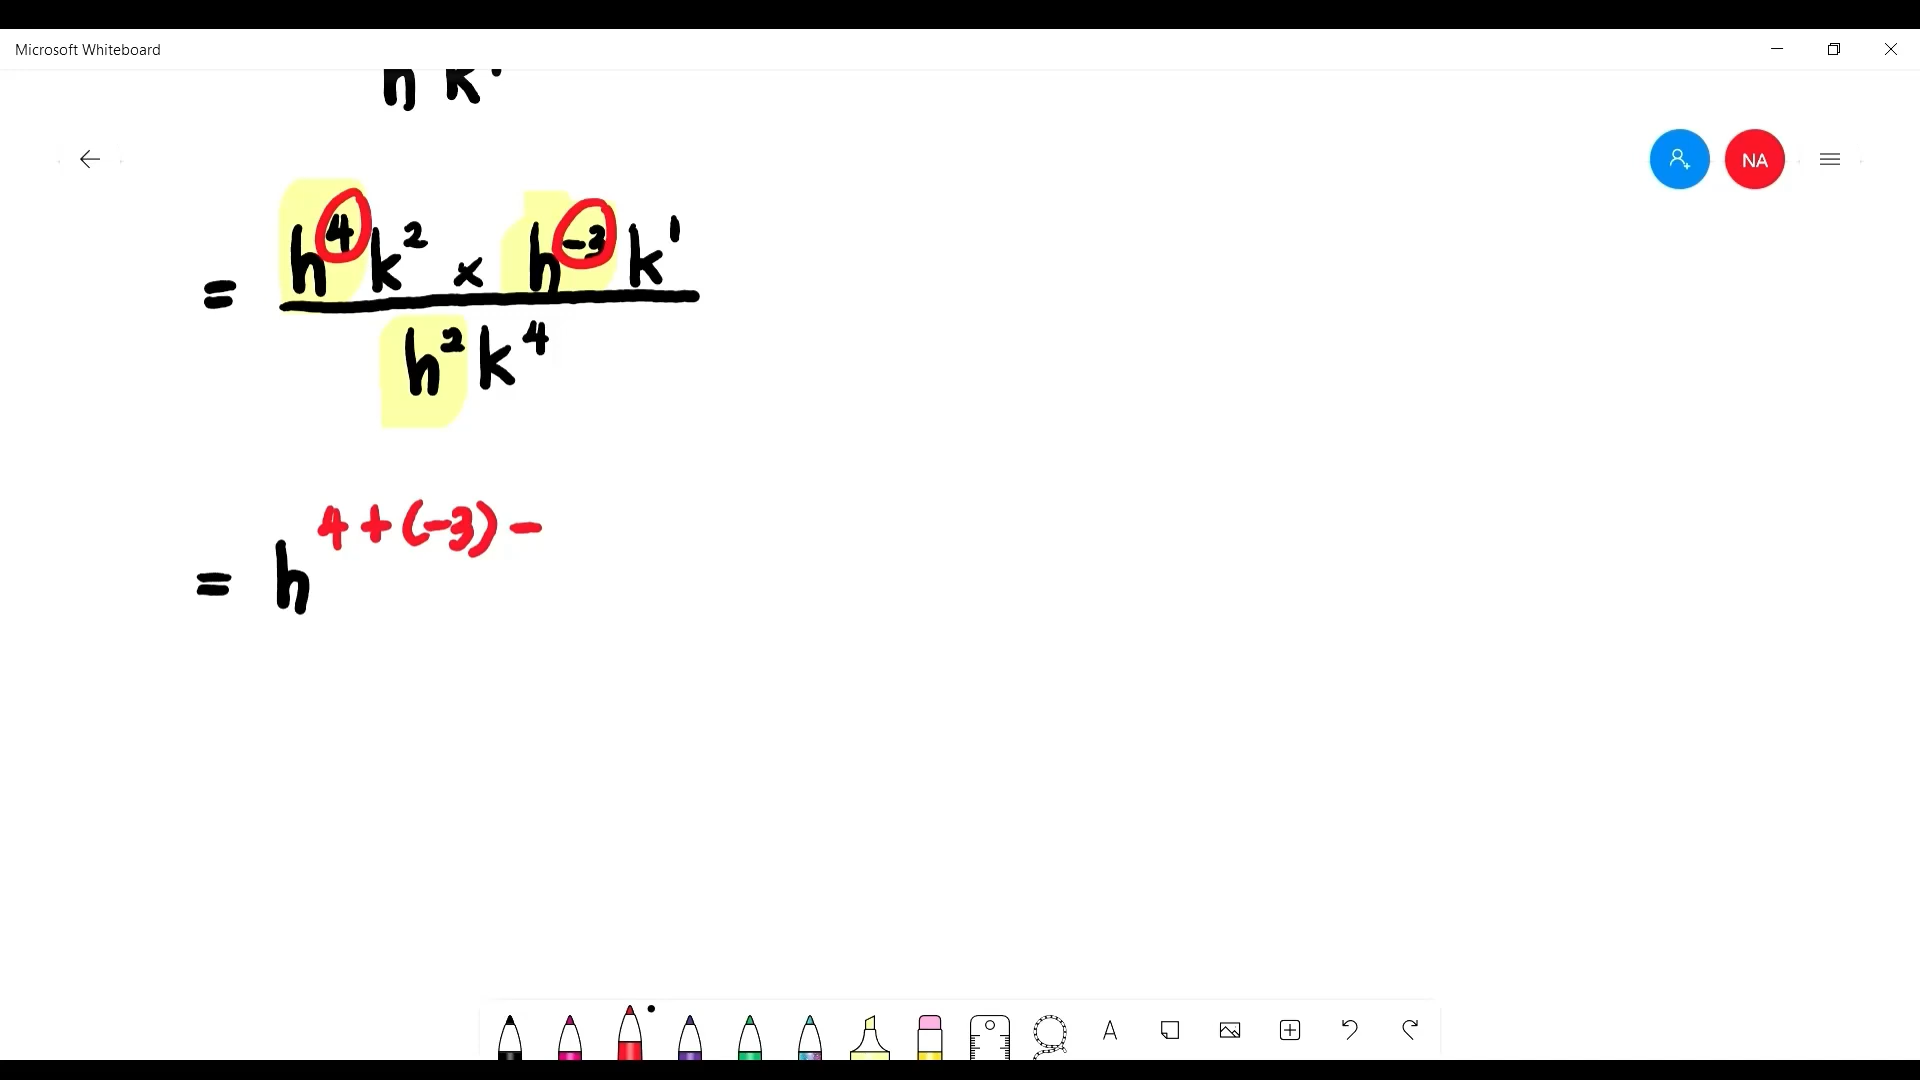 Microsoft Whiteboard
h k
NA
= h⁴k² × h⁻³k¹
h²k⁴
= h⁴⁺⁽⁻³⁾⁻
A